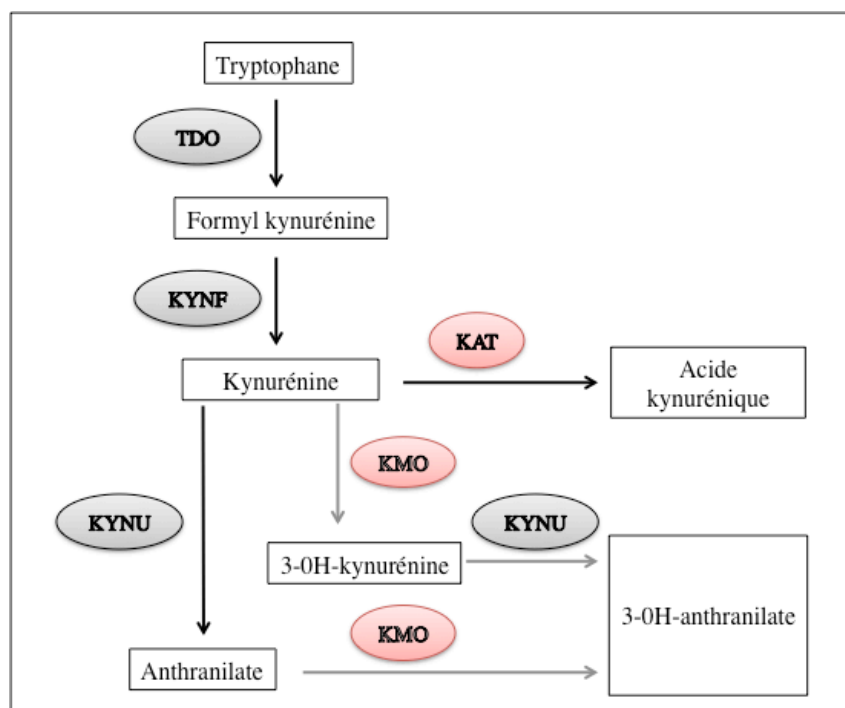 Tryptophane
TDO
Formyl kynurénine
KYNF
KAT
Kynurénine
Acide
kynurénique
KMO
KYNU
KYNU
3-0H-kynurénine
3-0H-anthranilate
KMO
Anthranilate